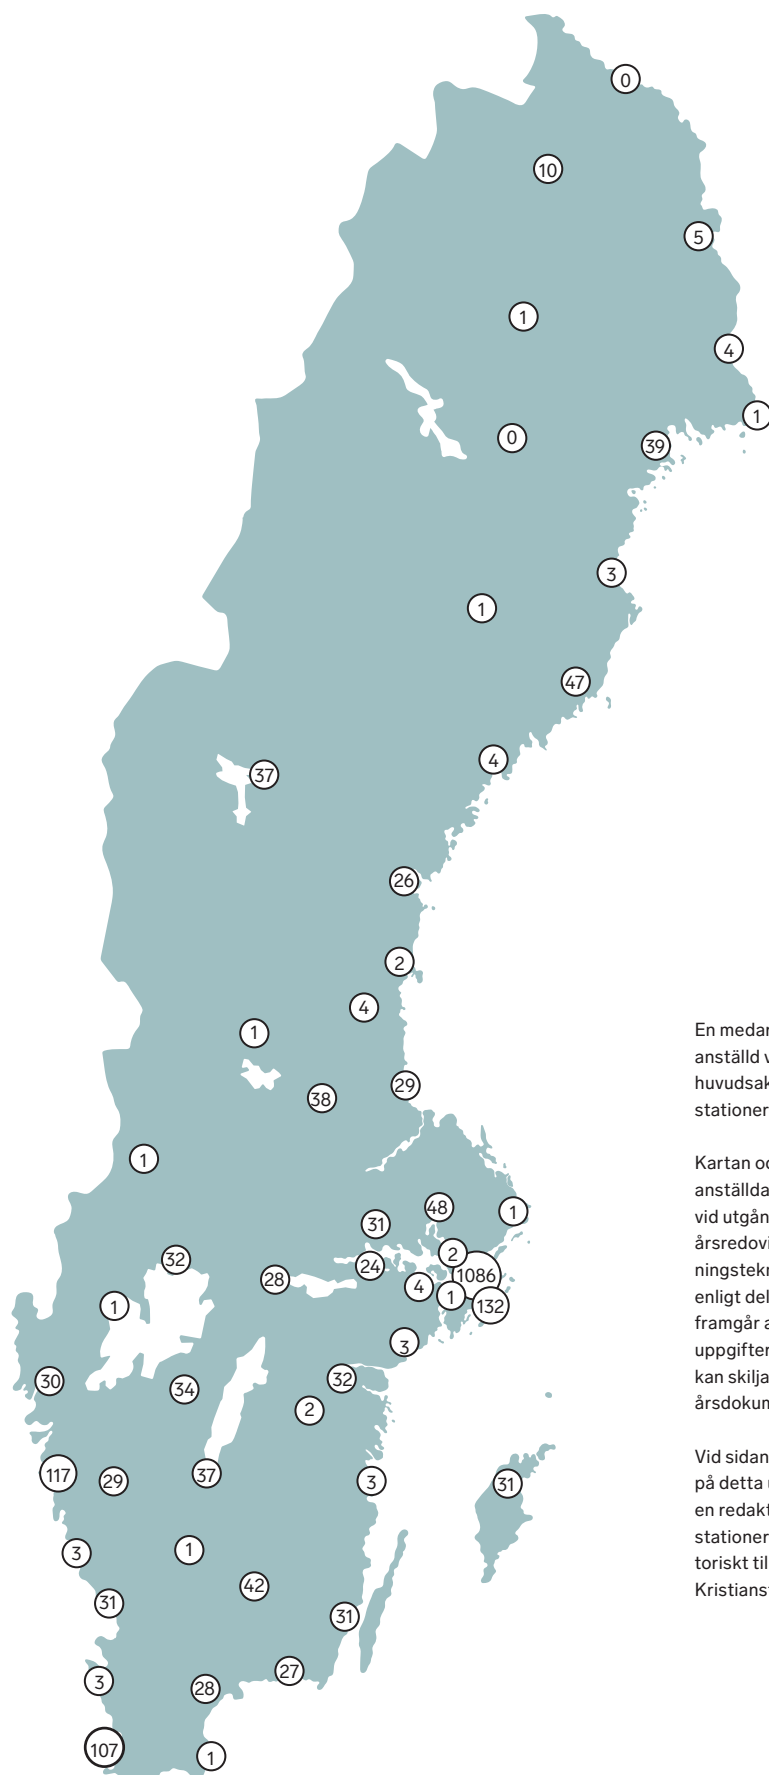 0
10
5
1
4
1
0
39
3
1
47
4
37
26
2
4
1
29
38
1
48
1
31
2
32
24
1086
28
4
1
132
1
3
32
30
34
2
117
29
37
3
31
3
1
42
31
31
27
3
28
107
1
En medar
anställd v
huvudsak
stationer
Kartan oc
anställda
vid utgån
årsredovi
ningstekn
enligt del
framgår a
uppgifter
kan skilja
årsdokum
Vid sidan
på detta u
en redakt
stationer
toriskt til
Kristianst